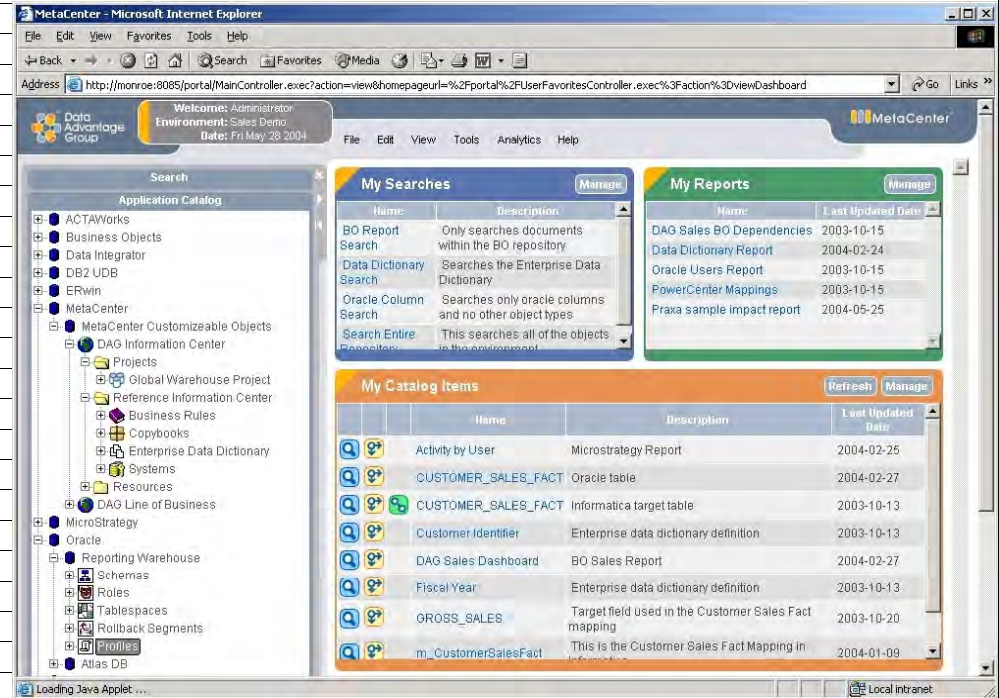 MetaCenter - Microsoft Internet Explorer
File Edit View Favorites Tools Help
Back Search Favorites Media
Address http://monroe:8085/portal/MainController.exec?action=view&homepageurl=%2Fportal%2FUserFavoritesController.exec%3Faction%3DviewDashboard Go Links »
Data Advantage Group
Welcome: Administrator
Environment: Sales Demo
Date: Fri May 28 2004
File Edit View Tools Analytics Help
MetaCenter
Search
Application Catalog
ACTAWorks
Business Objects
Data Integrator
DB2 UDB
ERwin
MetaCenter
MetaCenter Customizeable Objects
DAG Information Center
Projects
Global Warehouse Project
Reference Information Center
Business Rules
Copybooks
Enterprise Data Dictionary
Systems
Resources
DAG Line of Business
MicroStrategy
Oracle
Reporting Warehouse
Schemas
Roles
Tablespaces
Rollback Segments
Profiles
Atlas DB
My Searches Manage
Name Description
BO Report Search Only searches documents within the BO repository
Data Dictionary Search Searches the Enterprise Data Dictionary
Oracle Column Search Searches only oracle columns and no other object types
Search Entire Repository This searches all of the objects in the environment
My Reports Manage
Name Last Updated Date
DAG Sales BO Dependencies 2003-10-15
Data Dictionary Report 2004-02-24
Oracle Users Report 2003-10-15
PowerCenter Mappings 2003-10-15
Praxa sample impact report 2004-05-25
My Catalog Items Refresh Manage
Name Description Last Updated Date
Activity by User Microstrategy Report 2004-02-25
CUSTOMER_SALES_FACT Oracle table 2004-02-27
CUSTOMER_SALES_FACT Informatica target table 2003-10-13
Customer Identifier Enterprise data dictionary definition 2003-10-13
DAG Sales Dashboard BO Sales Report 2004-02-27
Fiscal Year Enterprise data dictionary definition 2003-10-13
GROSS_SALES Target field used in the Customer Sales Fact mapping 2003-10-20
m_CustomerSalesFact This is the Customer Sales Fact Mapping in 2004-01-09
Loading Java Applet ... Local intranet